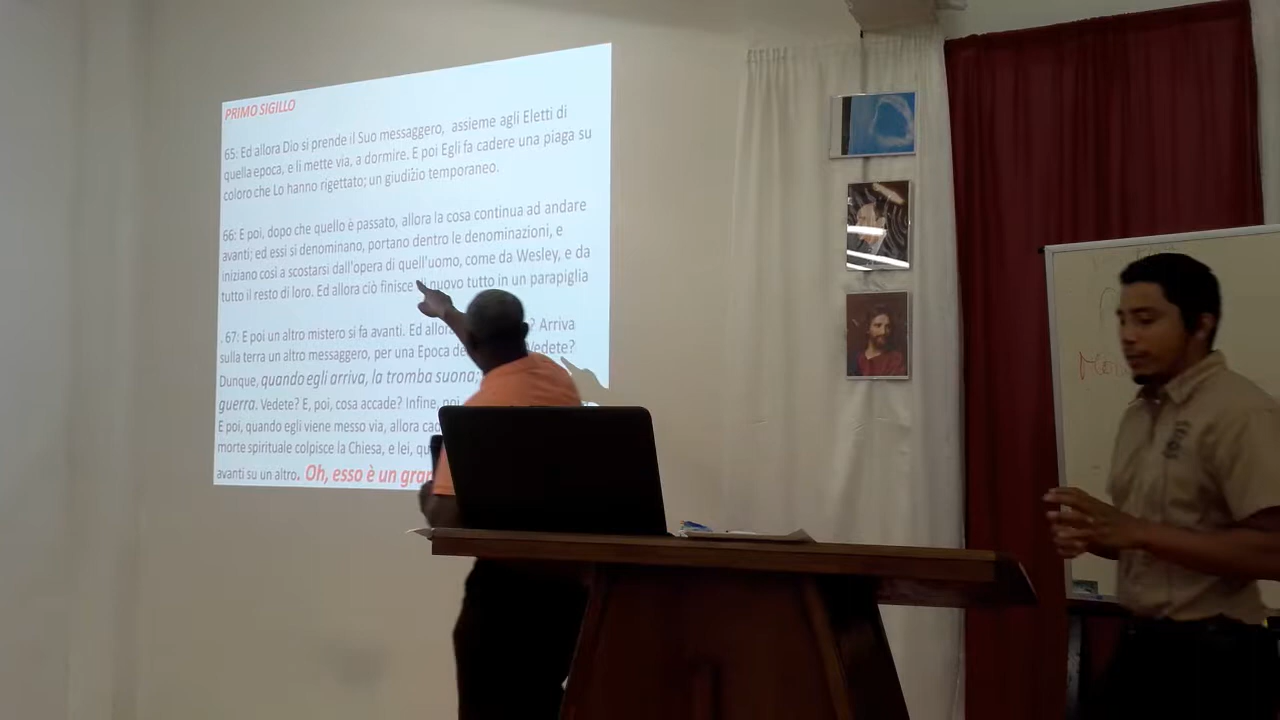 PRIMO SIGILLO
65: Ed allora Dio si prende il Suo messaggero, assieme agli Eletti di
quella epoca, e li mette via, a dormire. E poi Egli fa cadere una piaga su
coloro che Lo hanno rigettato; un giudizio temporaneo.
66: E poi, dopo che quello è passato, allora la cosa continua ad andare
avanti; ed essi si denominano, portano dentro le denominazioni, e
iniziano così a scostarsi dall'opera di quell'uomo, come da Wesley, e da
tutto il resto di loro. Ed allora ciò finisce di nuovo tutto in un parapiglia
. 67: E poi un altro mistero si fa avanti. Ed allora ? Arriva
sulla terra un altro messaggero, per una Epoca de Vedete?
Dunque, quando egli arriva, la tromba suona;
guerra. Vedete? E, poi, cosa accade? Infine, poi
E poi, quando egli viene messo via, allora cad
morte spirituale colpisce la Chiesa, e lei, qu
avanti su un altro. Oh, esso è un gran